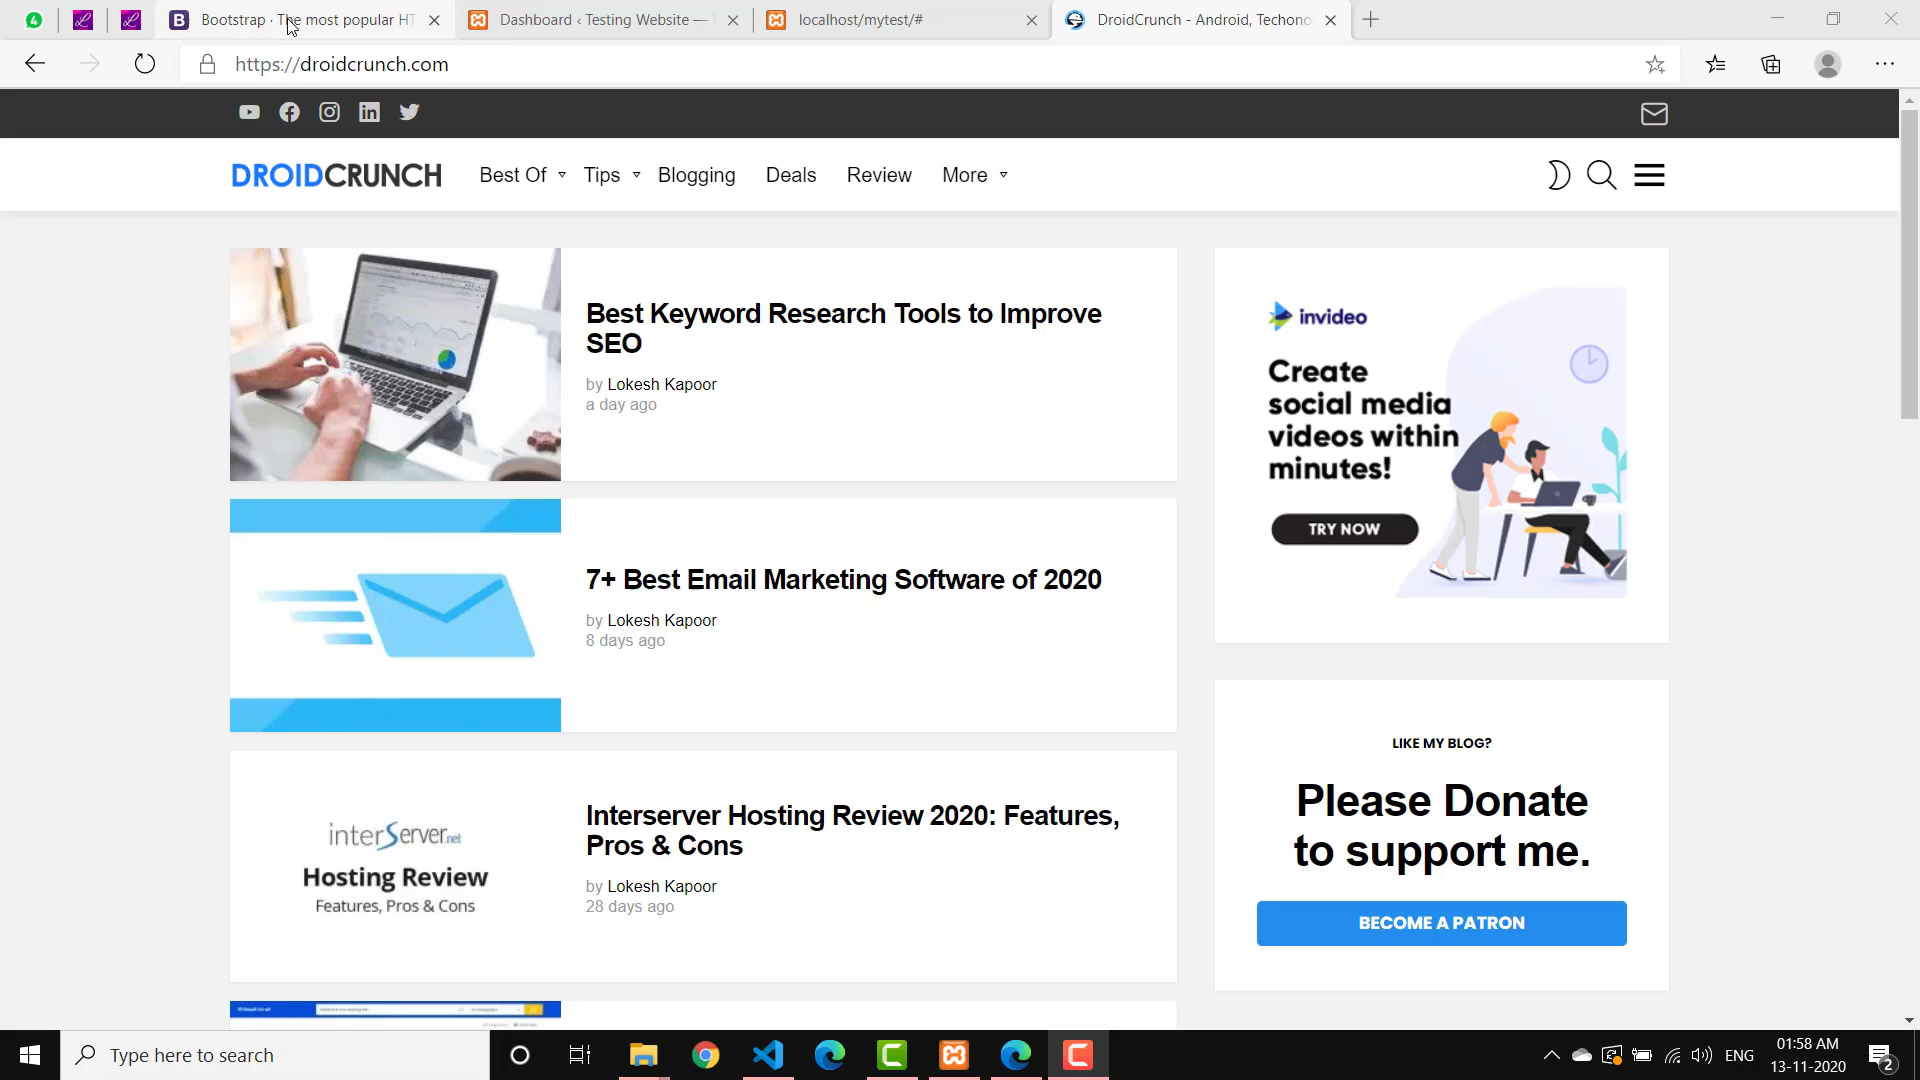 Bootstrap · The most popular HT
Dashboard ‹ Testing Website —
localhost/mytest/#
DroidCrunch - Android, Techono
https://droidcrunch.com
DROIDCRUNCH
Best Of
Tips
Blogging
Deals
Review
More
Best Keyword Research Tools to Improve
SEO
by Lokesh Kapoor
a day ago
7+ Best Email Marketing Software of 2020
by Lokesh Kapoor
8 days ago
interServer.net
Hosting Review
Features, Pros & Cons
Interserver Hosting Review 2020: Features,
Pros & Cons
by Lokesh Kapoor
28 days ago
invideo
Create
social media
videos within
minutes!
TRY NOW
LIKE MY BLOG?
Please Donate
to support me.
BECOME A PATRON
Type here to search
ENG
01:58 AM
13-11-2020
2